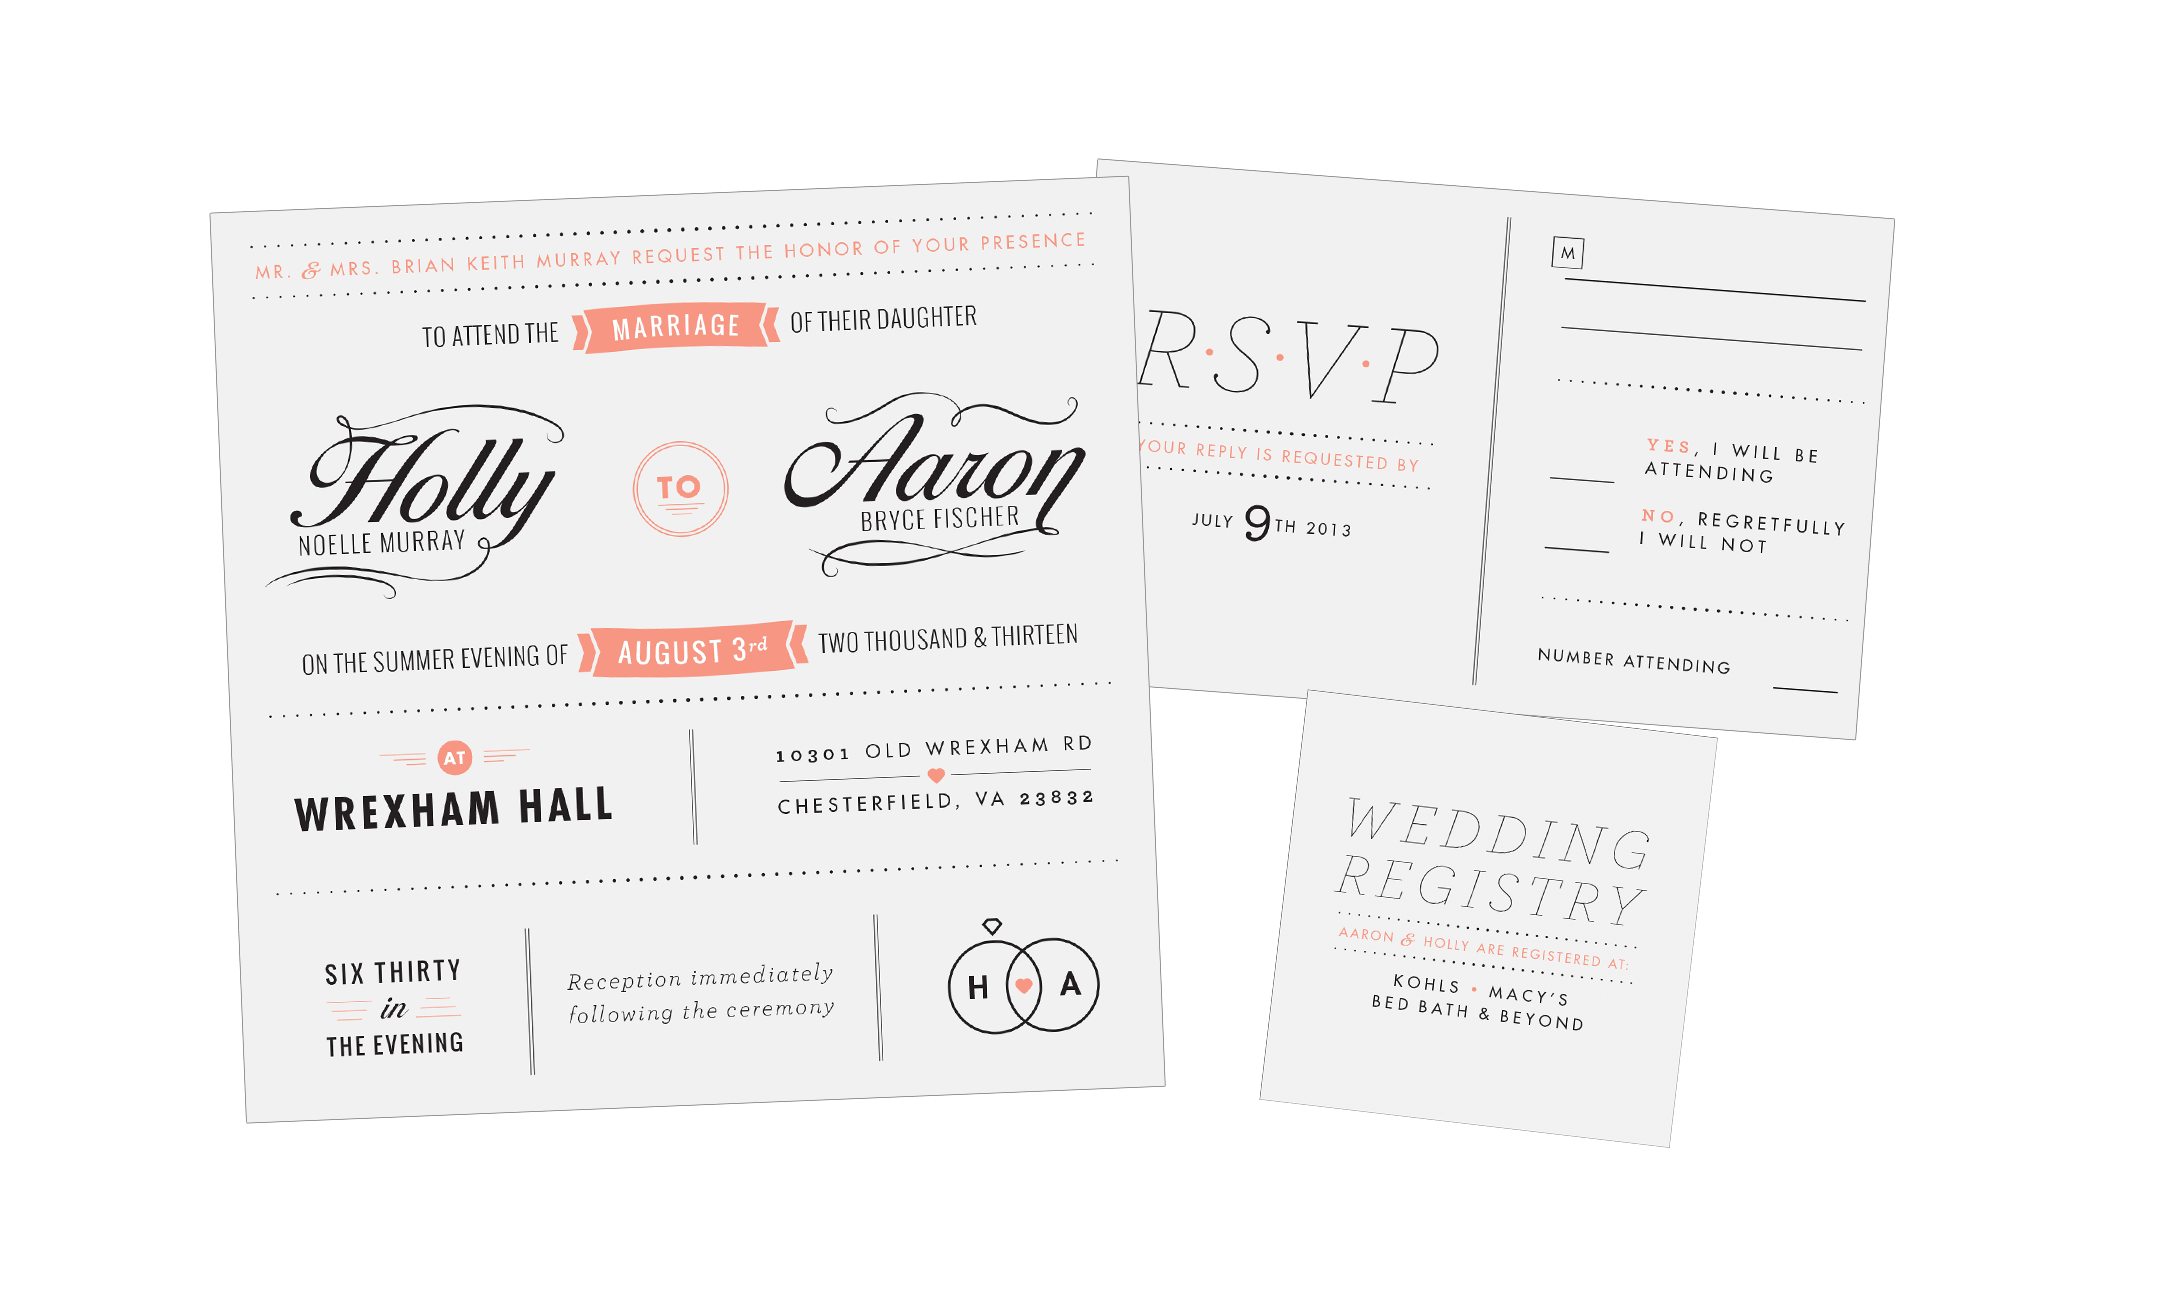 MR. & MRS. BRIAN KEITH MURRAY REQUEST THE HONOR OF YOUR PRESENCE
TO ATTEND THE MARRIAGE OF THEIR DAUGHTER
Holly
NOELLE MURRAY
TO
Aaron
BRYCE FISCHER
ON THE SUMMER EVENING OF AUGUST 3rd TWO THOUSAND & THIRTEEN
AT
WREXHAM HALL
10301 OLD WREXHAM RD
CHESTERFIELD, VA 23832
SIX THIRTY
in
THE EVENING
Reception immediately
following the ceremony
H A
R·S·V·P
YOUR REPLY IS REQUESTED BY
JULY 9TH 2013
M
YES, I WILL BE
ATTENDING
NO, REGRETFULLY
I WILL NOT
NUMBER ATTENDING
WEDDING
REGISTRY
AARON & HOLLY ARE REGISTERED AT:
KOHLS • MACY'S
BED BATH & BEYOND